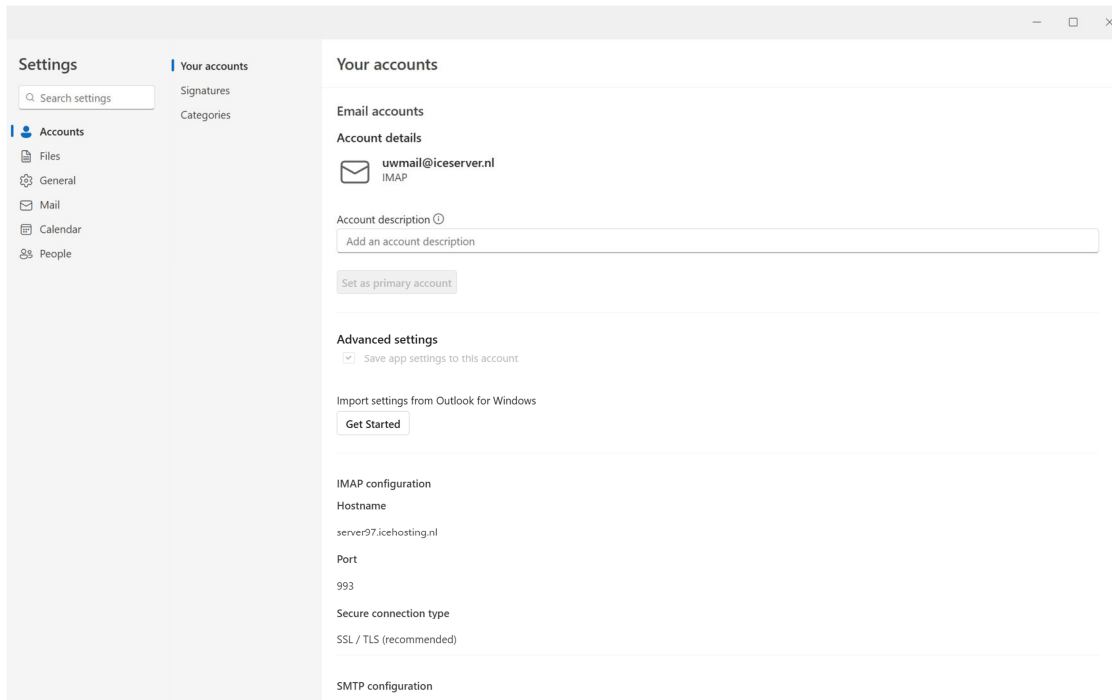 Settings
Search settings
Accounts
Files
General
Mail
Calendar
People
Your accounts
Signatures
Categories
Your accounts
Email accounts
Account details
uwmail@iceserver.nl
IMAP
Account description
Add an account description
Set as primary account
Advanced settings
Save app settings to this account
Import settings from Outlook for Windows
Get Started
IMAP configuration
Hostname
server97.icehosting.nl
Port
993
Secure connection type
SSL / TLS (recommended)
SMTP configuration